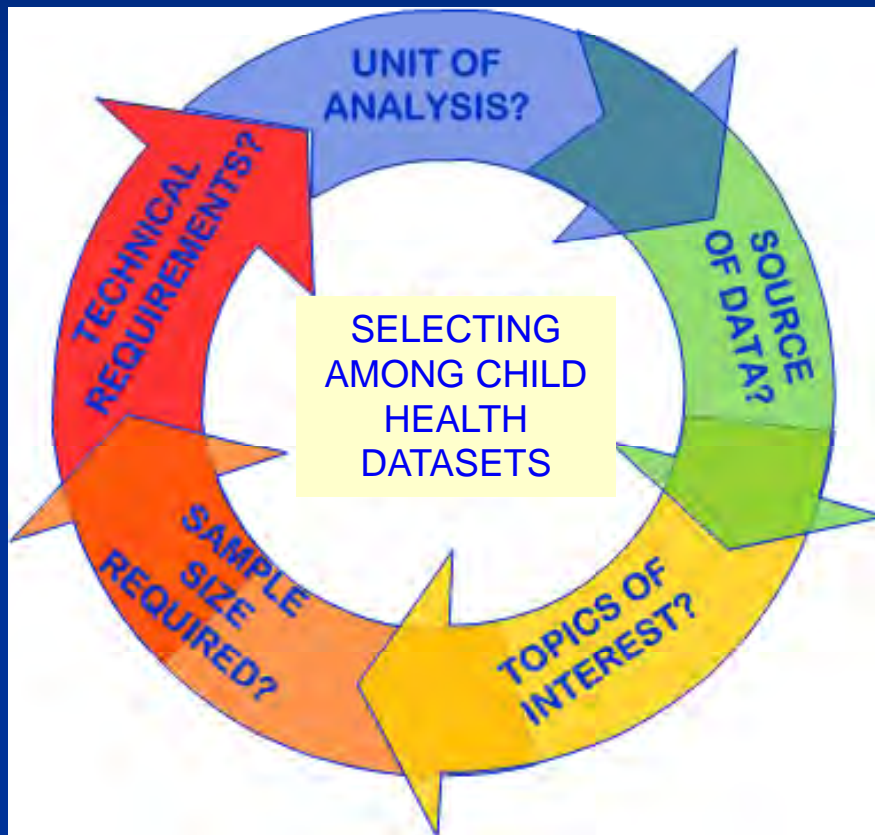 UNIT OF
ANALYSIS?
SOURCE
OF DATA?
TOPICS OF
INTEREST?
SAMPLE
SIZE
REQUIRED?
TECHNICAL
REQUIREMENTS?
SELECTING
AMONG CHILD
HEALTH
DATASETS